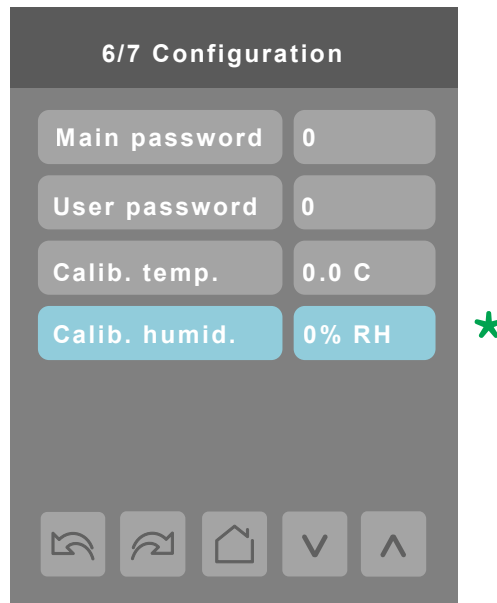 6/7 Configuration
Main password 0
User password 0
Calib. temp. 0.0 C
Calib. humid. 0% RH